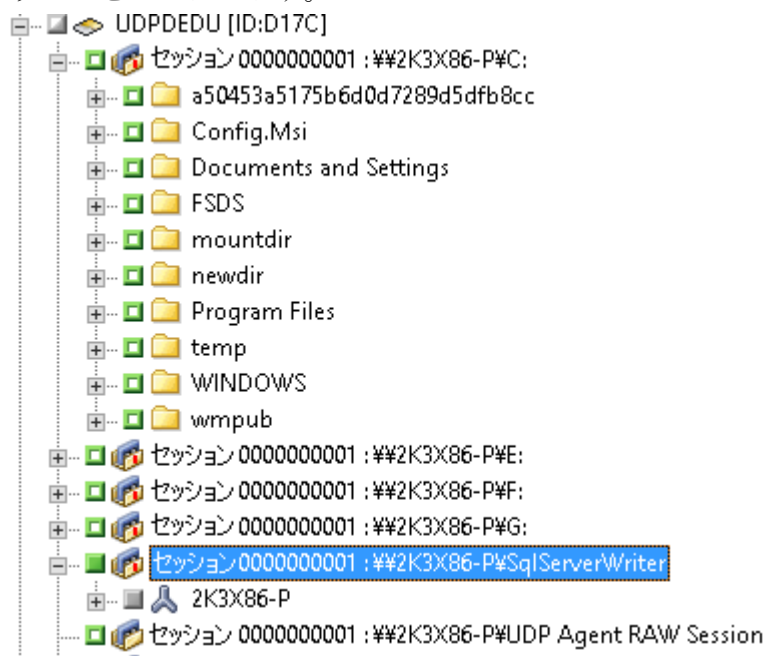 UDPDEDU [ID:D17C]
セッション 0000000001 : ¥¥2K3X86-P¥C:
a50453a5175b6d0d7289d5dfb8cc
Config.Msi
Documents and Settings
FSDS
mountdir
newdir
Program Files
temp
WINDOWS
wmpub
セッション 0000000001 : ¥¥2K3X86-P¥E:
セッション 0000000001 : ¥¥2K3X86-P¥F:
セッション 0000000001 : ¥¥2K3X86-P¥G:
セッション 0000000001 : ¥¥2K3X86-P¥SqlServerWriter
2K3X86-P
セッション 0000000001 : ¥¥2K3X86-P¥UDP Agent RAW Session